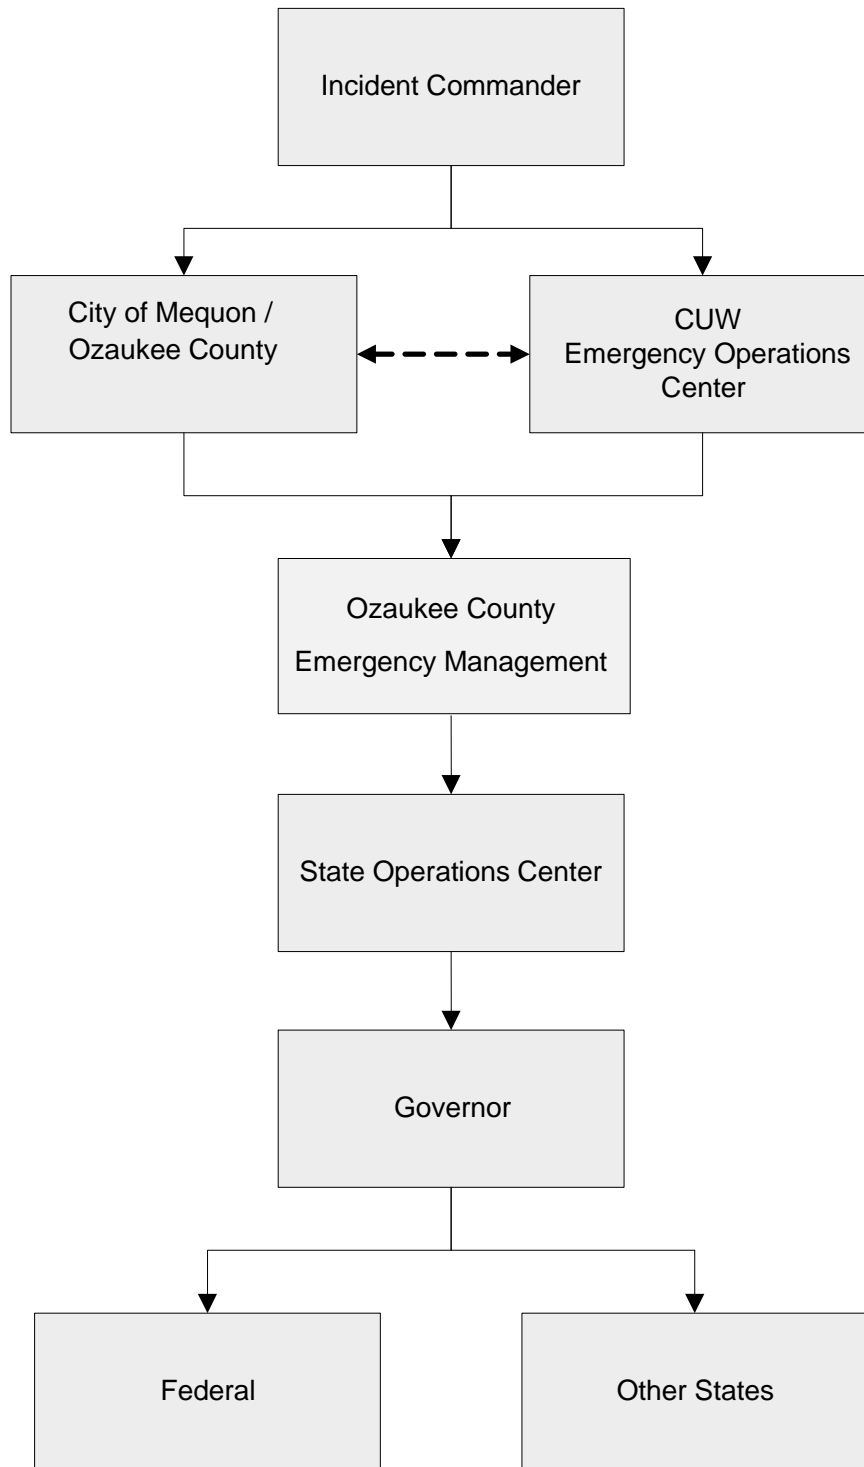 Incident Commander
City of Mequon /
Ozaukee County
CUW
Emergency Operations
Center
Ozaukee County
Emergency Management
State Operations Center
Governor
Federal
Other States